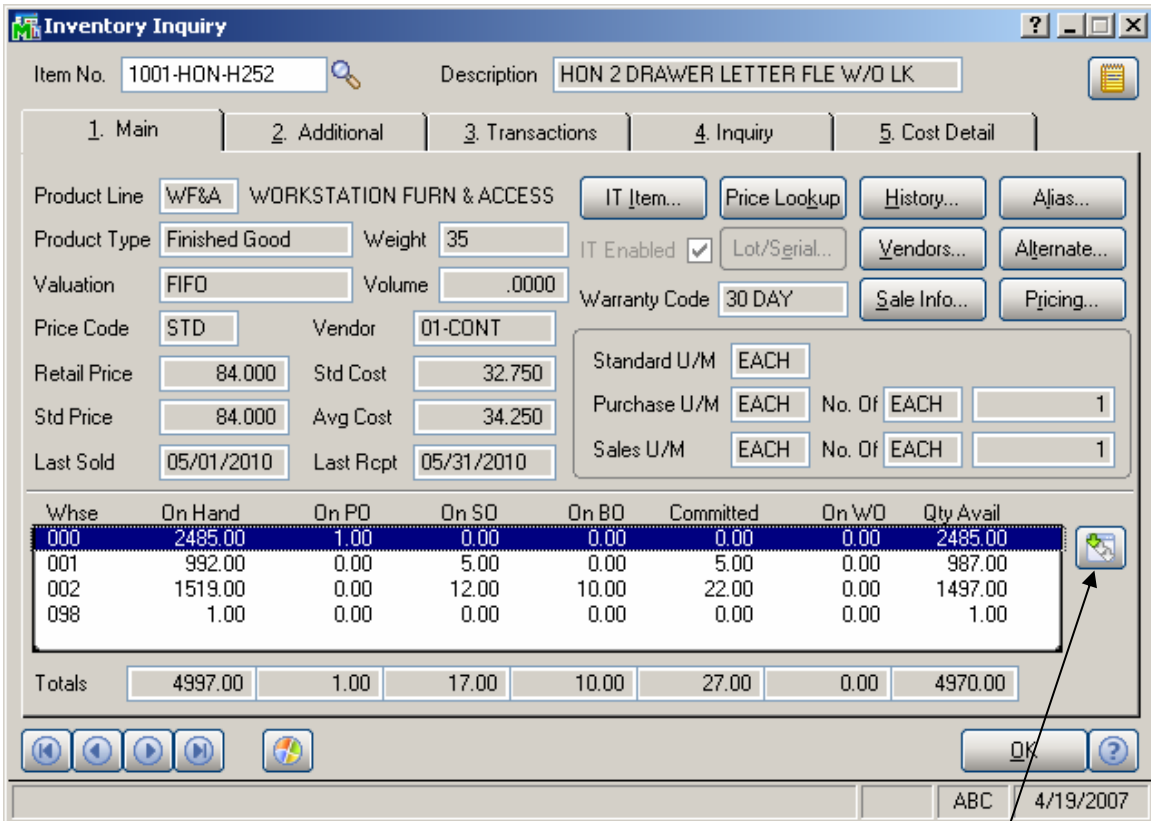 Inventory Inquiry
Item No. 1001-HON-H252 Description HON 2 DRAWER LETTER FLE W/O LK
1. Main 2. Additional 3. Transactions 4. Inquiry 5. Cost Detail
Product Line WF&A WORKSTATION FURN & ACCESS IT Item... Price Lookup History... Alias...
Product Type Finished Good Weight 35 IT Enabled Lot/Serial... Vendors... Alternate...
Valuation FIFO Volume .0000 Warranty Code 30 DAY Sale Info... Pricing...
Price Code STD Vendor 01-CONT
Retail Price 84.000 Std Cost 32.750 Standard U/M EACH
Std Price 84.000 Avg Cost 34.250 Purchase U/M EACH No. Of EACH 1
Last Sold 05/01/2010 Last Rcpt 05/31/2010 Sales U/M EACH No. Of EACH 1
Whse On Hand On PO On SO On BO Committed On WO Qty Avail
000 2485.00 1.00 0.00 0.00 0.00 0.00 2485.00
001 992.00 0.00 5.00 0.00 5.00 0.00 987.00
002 1519.00 0.00 12.00 10.00 22.00 0.00 1497.00
098 1.00 0.00 0.00 0.00 0.00 0.00 1.00
Totals 4997.00 1.00 17.00 10.00 27.00 0.00 4970.00
OK
ABC 4/19/2007